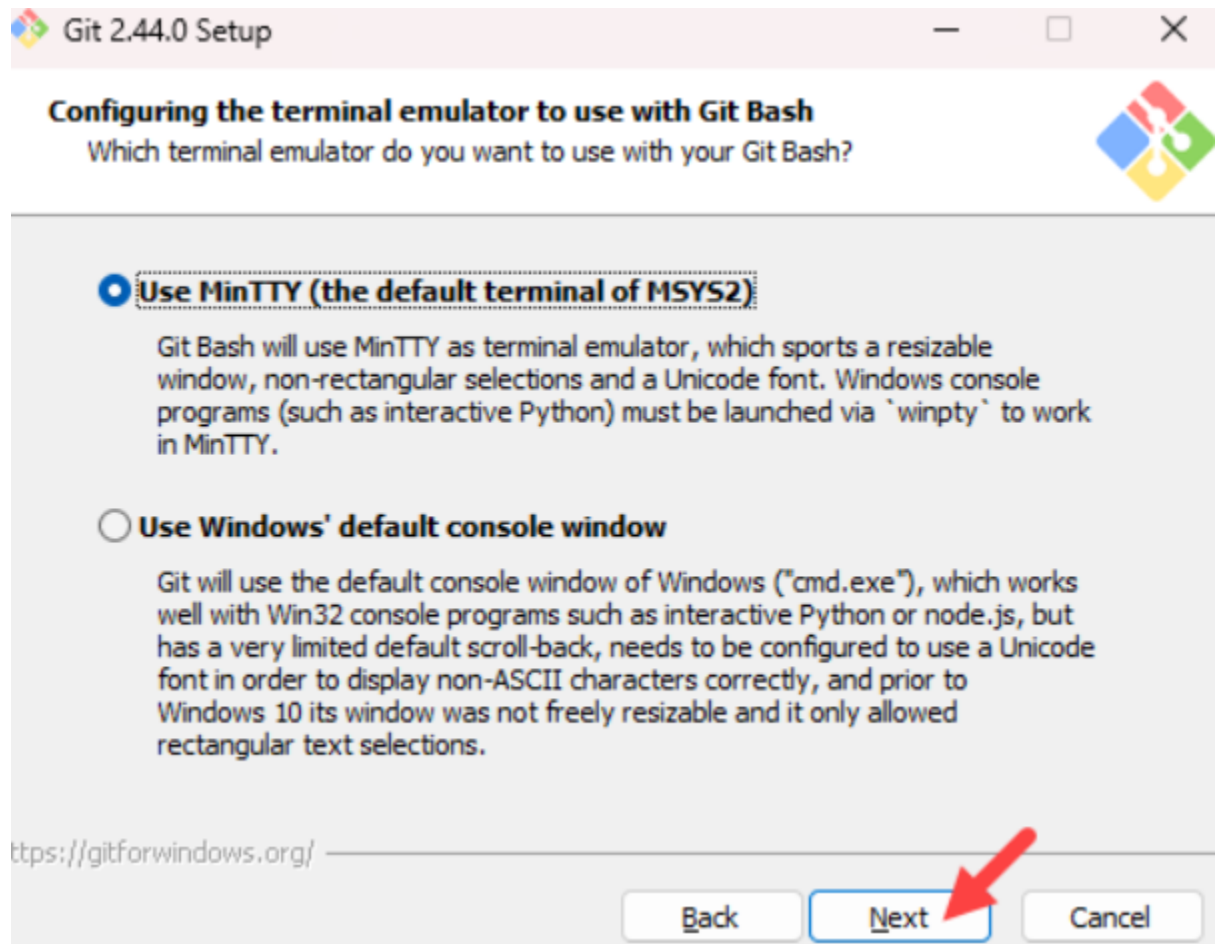 Git 2.44.0 Setup
Configuring the terminal emulator to use with Git Bash
Which terminal emulator do you want to use with your Git Bash?
Use MinTTY (the default terminal of MSYS2)
Git Bash will use MinTTY as terminal emulator, which sports a resizable
window, non-rectangular selections and a Unicode font. Windows console
programs (such as interactive Python) must be launched via `winpty` to work
in MinTTY.
Use Windows' default console window
Git will use the default console window of Windows ("cmd.exe"), which works
well with Win32 console programs such as interactive Python or node.js, but
has a very limited default scroll-back, needs to be configured to use a Unicode
font in order to display non-ASCII characters correctly, and prior to
Windows 10 its window was not freely resizable and it only allowed
rectangular text selections.
ttps://gitforwindows.org/
Back Next Cancel